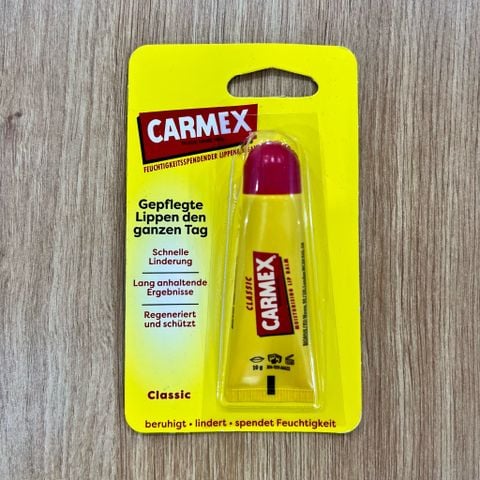 CARMEX
FEUCHTIGKEITSSPENDENDER LIPPENBALSAM
Gepflegte
Lippen den
ganzen Tag
Schnelle
Linderung
Lang anhaltende
Ergebnisse
Regeneriert
und schützt
Classic
beruhigt • lindert • spendet Feuchtigkeit
CLASSIC
CARMEX
MOISTURISING LIP BALM
10 g